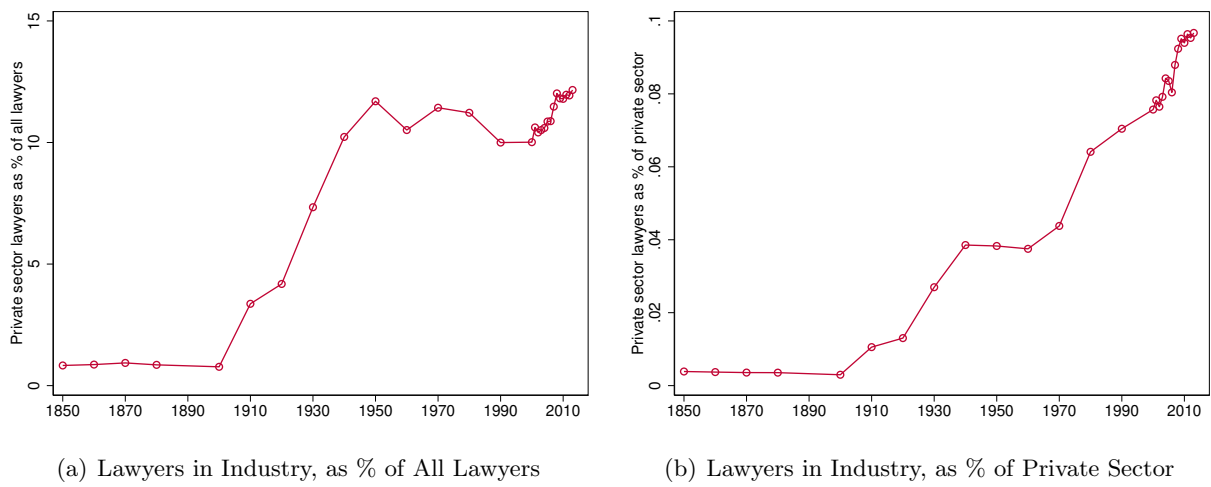 Private sector lawyers as % of all lawyers
15
10
5
0
1850 1870 1890 1910 1930 1950 1970 1990 2010
(a) Lawyers in Industry, as % of All Lawyers
Private sector lawyers as % of private sector
.1
.08
.06
.04
.02
0
1850 1870 1890 1910 1930 1950 1970 1990 2010
(b) Lawyers in Industry, as % of Private Sector